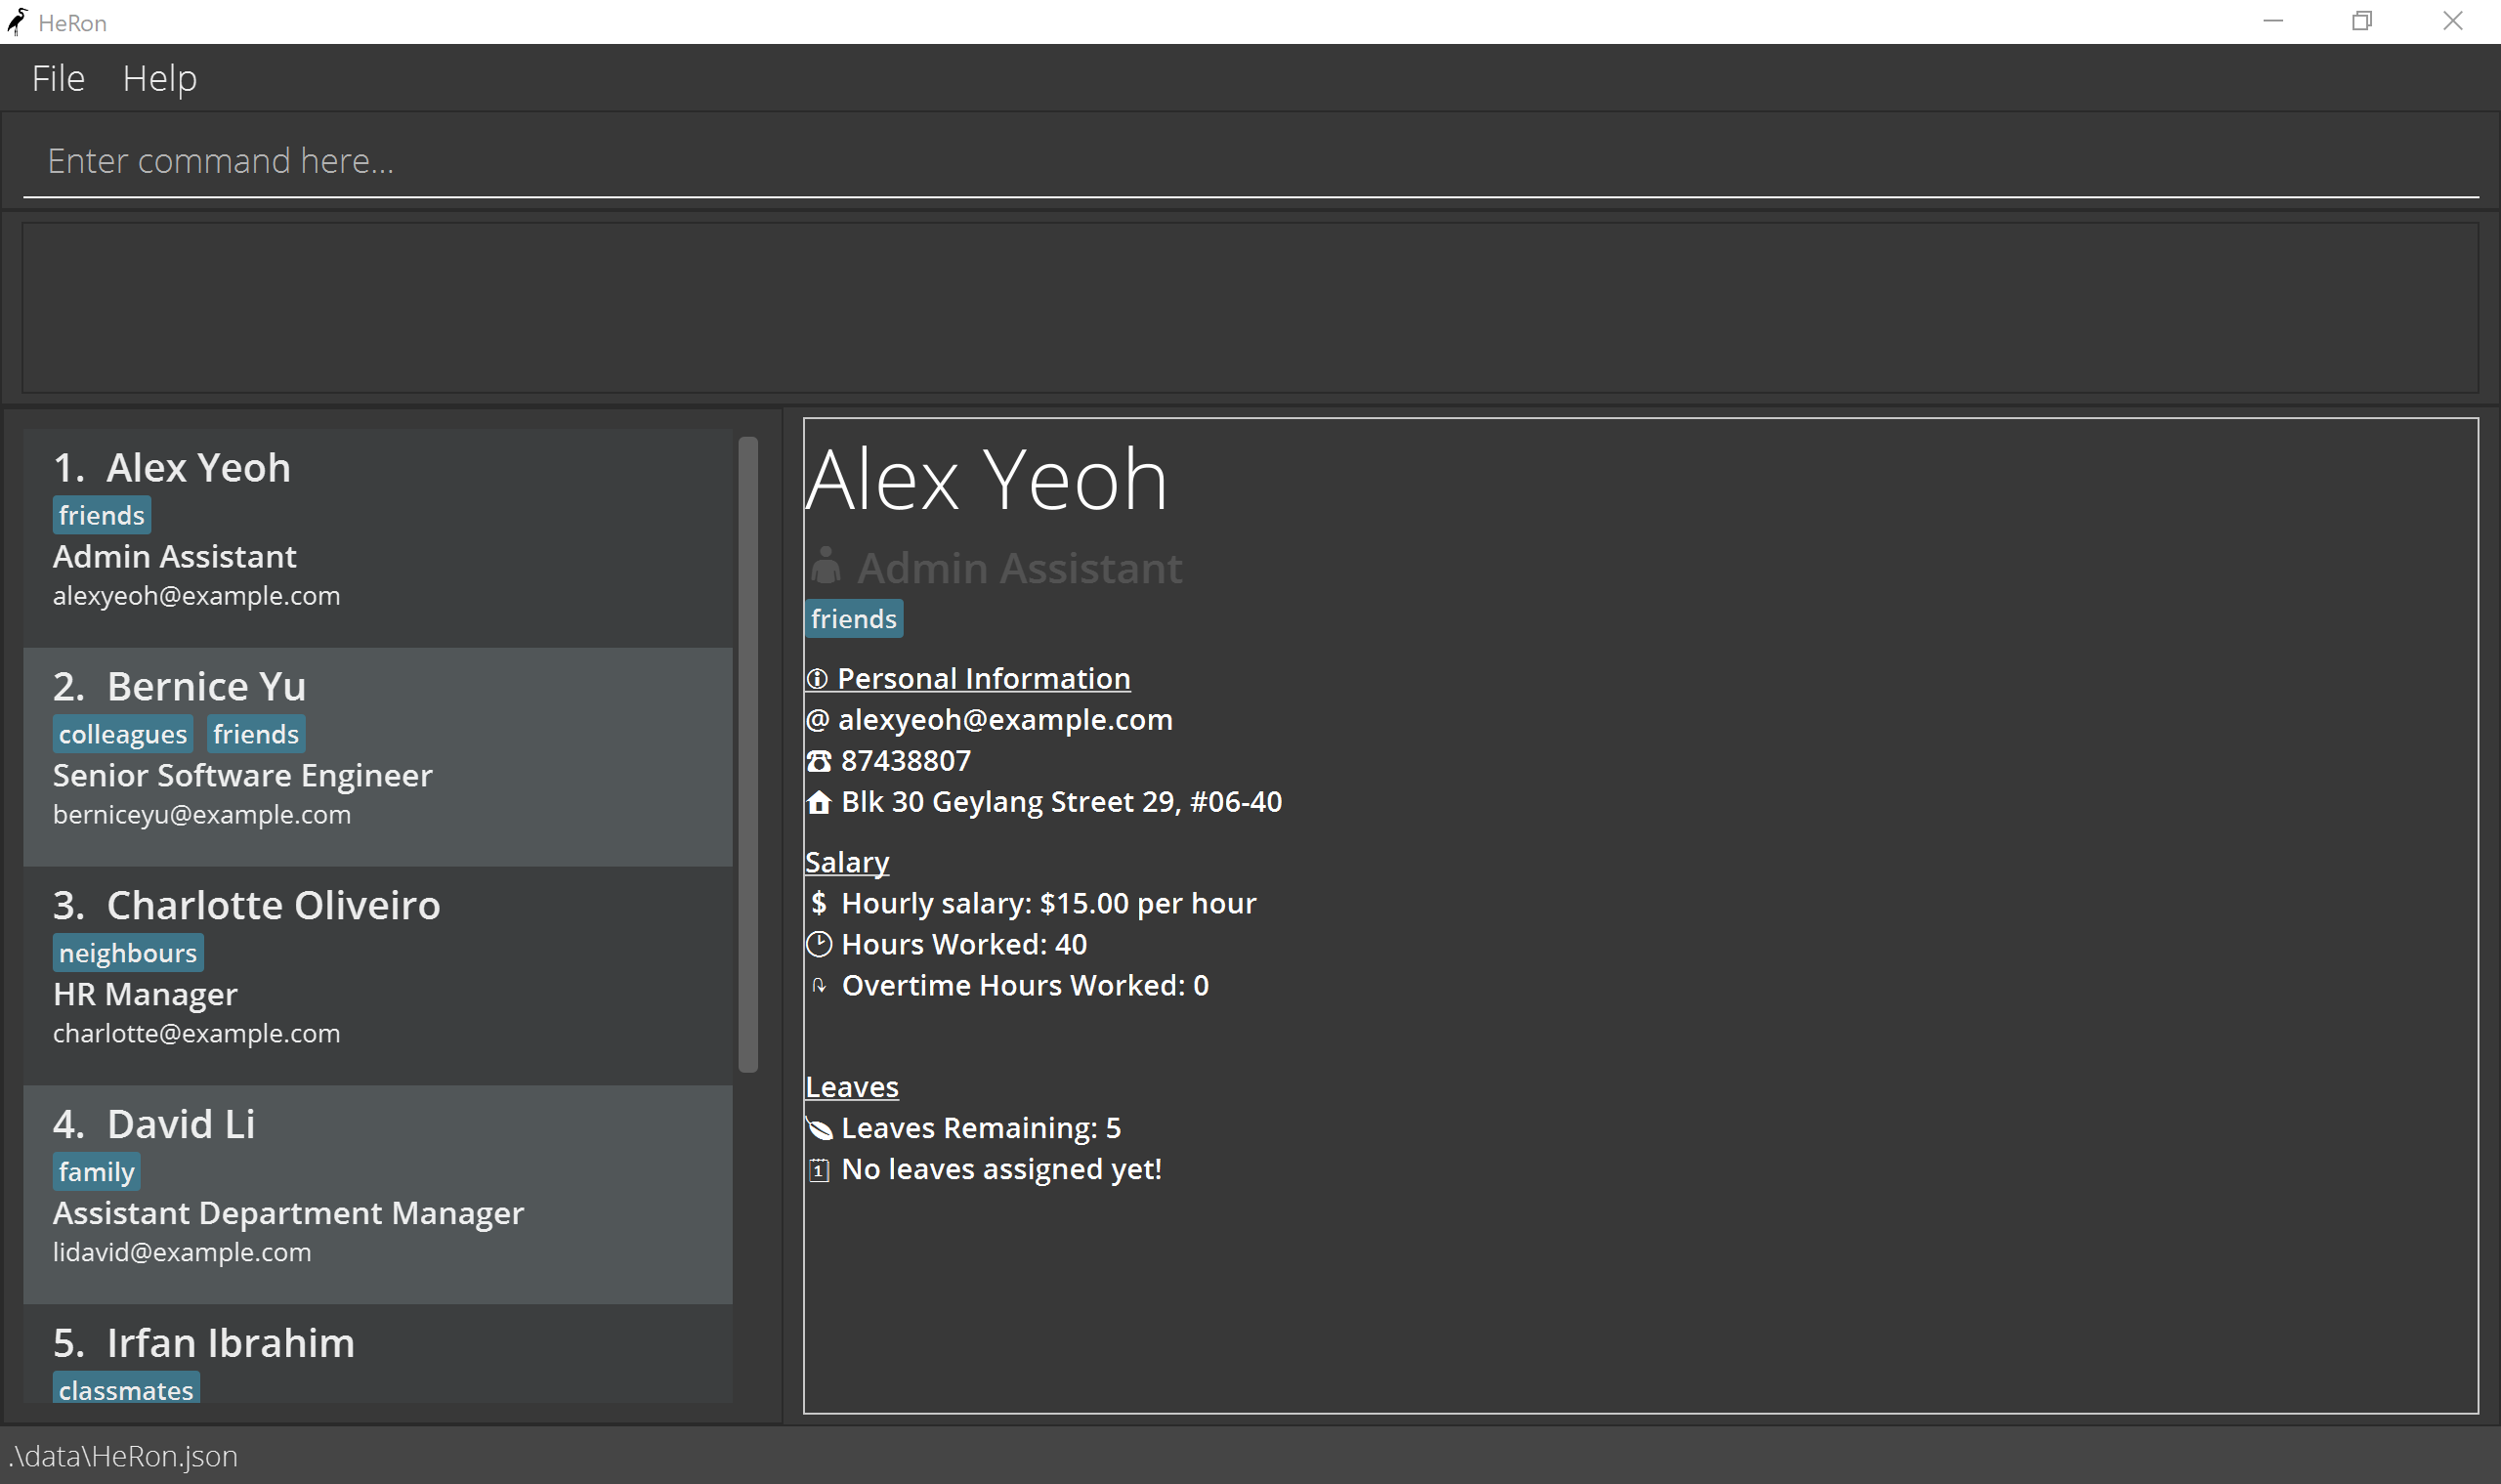 HeRon
File Help
Enter command here...
1. Alex Yeoh
friends
Admin Assistant
alexyeoh@example.com
2. Bernice Yu
colleagues friends
Senior Software Engineer
berniceyu@example.com
3. Charlotte Oliveiro
neighbours
HR Manager
charlotte@example.com
4. David Li
family
Assistant Department Manager
lidavid@example.com
5. Irfan Ibrahim
classmates
Alex Yeoh
Admin Assistant
friends
Personal Information
@ alexyeoh@example.com
87438807
Blk 30 Geylang Street 29, #06-40
Salary
$ Hourly salary: $15.00 per hour
Hours Worked: 40
Overtime Hours Worked: 0
Leaves
Leaves Remaining: 5
1 No leaves assigned yet!
.\data\HeRon.json